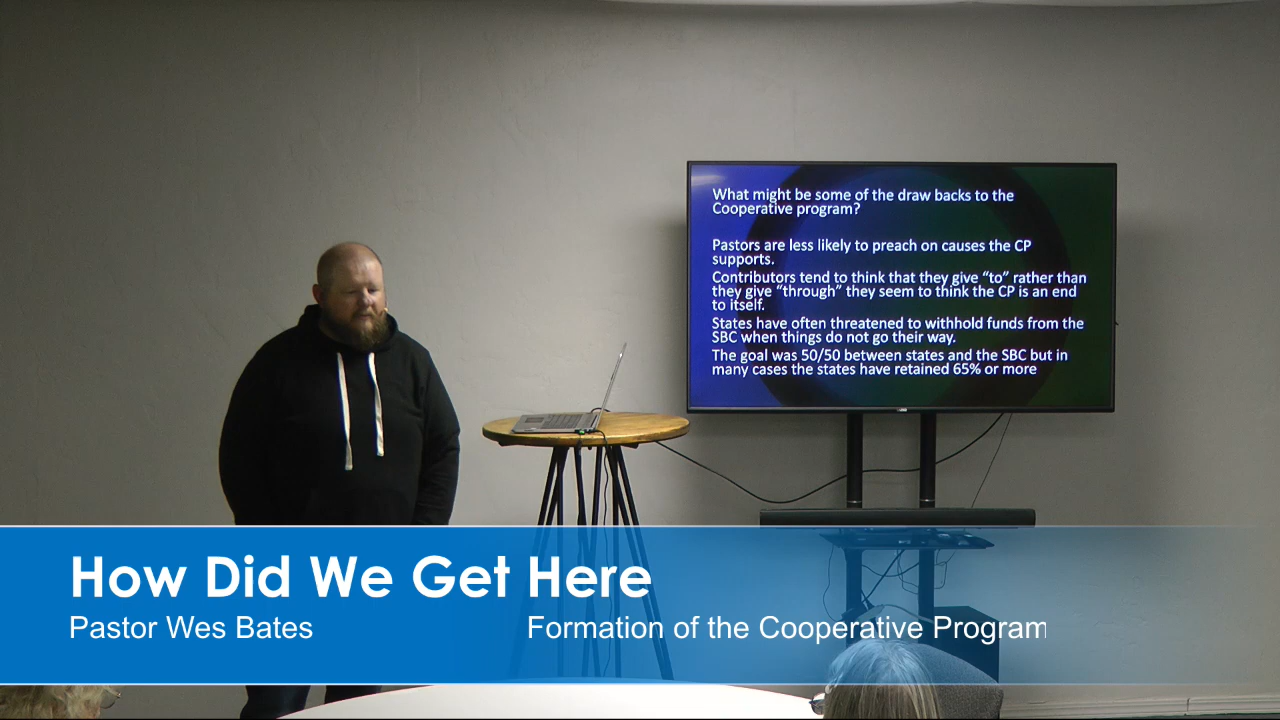 What might be some of the draw backs to the
Cooperative program?
Pastors are less likely to preach on causes the CP
supports.
Contributors tend to think that they give “to” rather than
they give “through” they seem to think the CP is an end
to itself.
States have often threatened to withhold funds from the
SBC when things do not go their way.
The goal was 50/50 between states and the SBC but in
many cases the states have retained 65% or more
How Did We Get Here
Pastor Wes Bates
Formation of the Cooperative Program